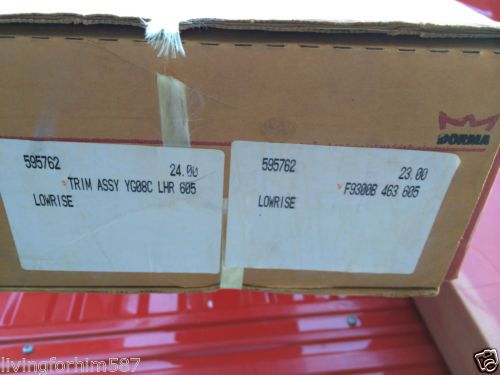 DORMA
595762
24.00
TRIM ASSY YG08C LHR 605
LOWRISE
595762
23.00
F9300B 463 605
LOWRISE
livingforhim587